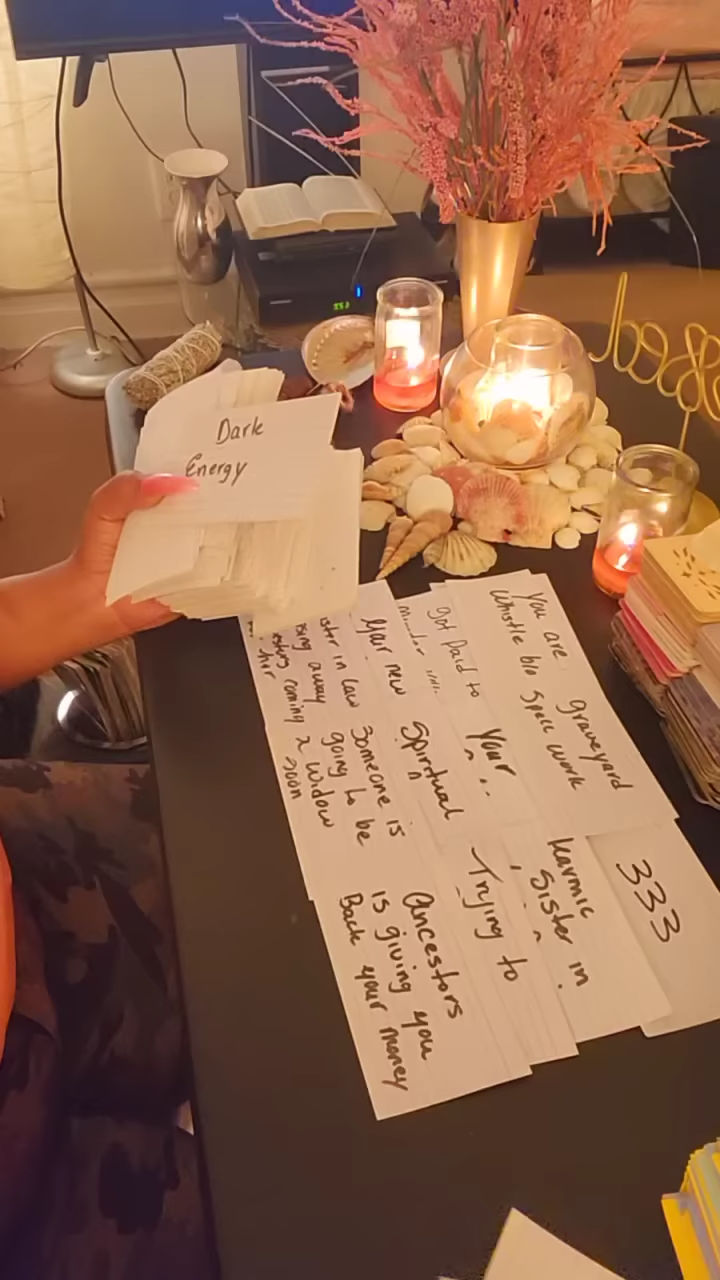 Dark
Energy
You are
Whistle blo
graveyard
Spell work
got Paid to
Your
Your new
Spiritual
ster in law
sing away
Someone is
going to be
a widow
soon
coming
for
333
Karmic
Sister in
Trying to
Ancestors
is giving you
Back your money